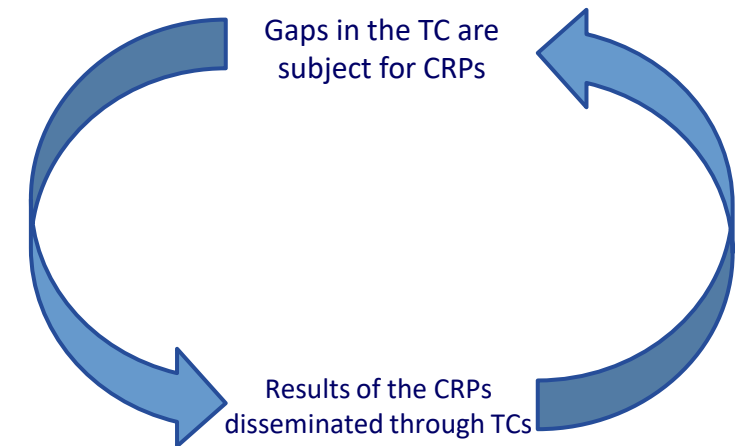 Gaps in the TC are
subject for CRPs
Results of the CRPs
disseminated through TCs